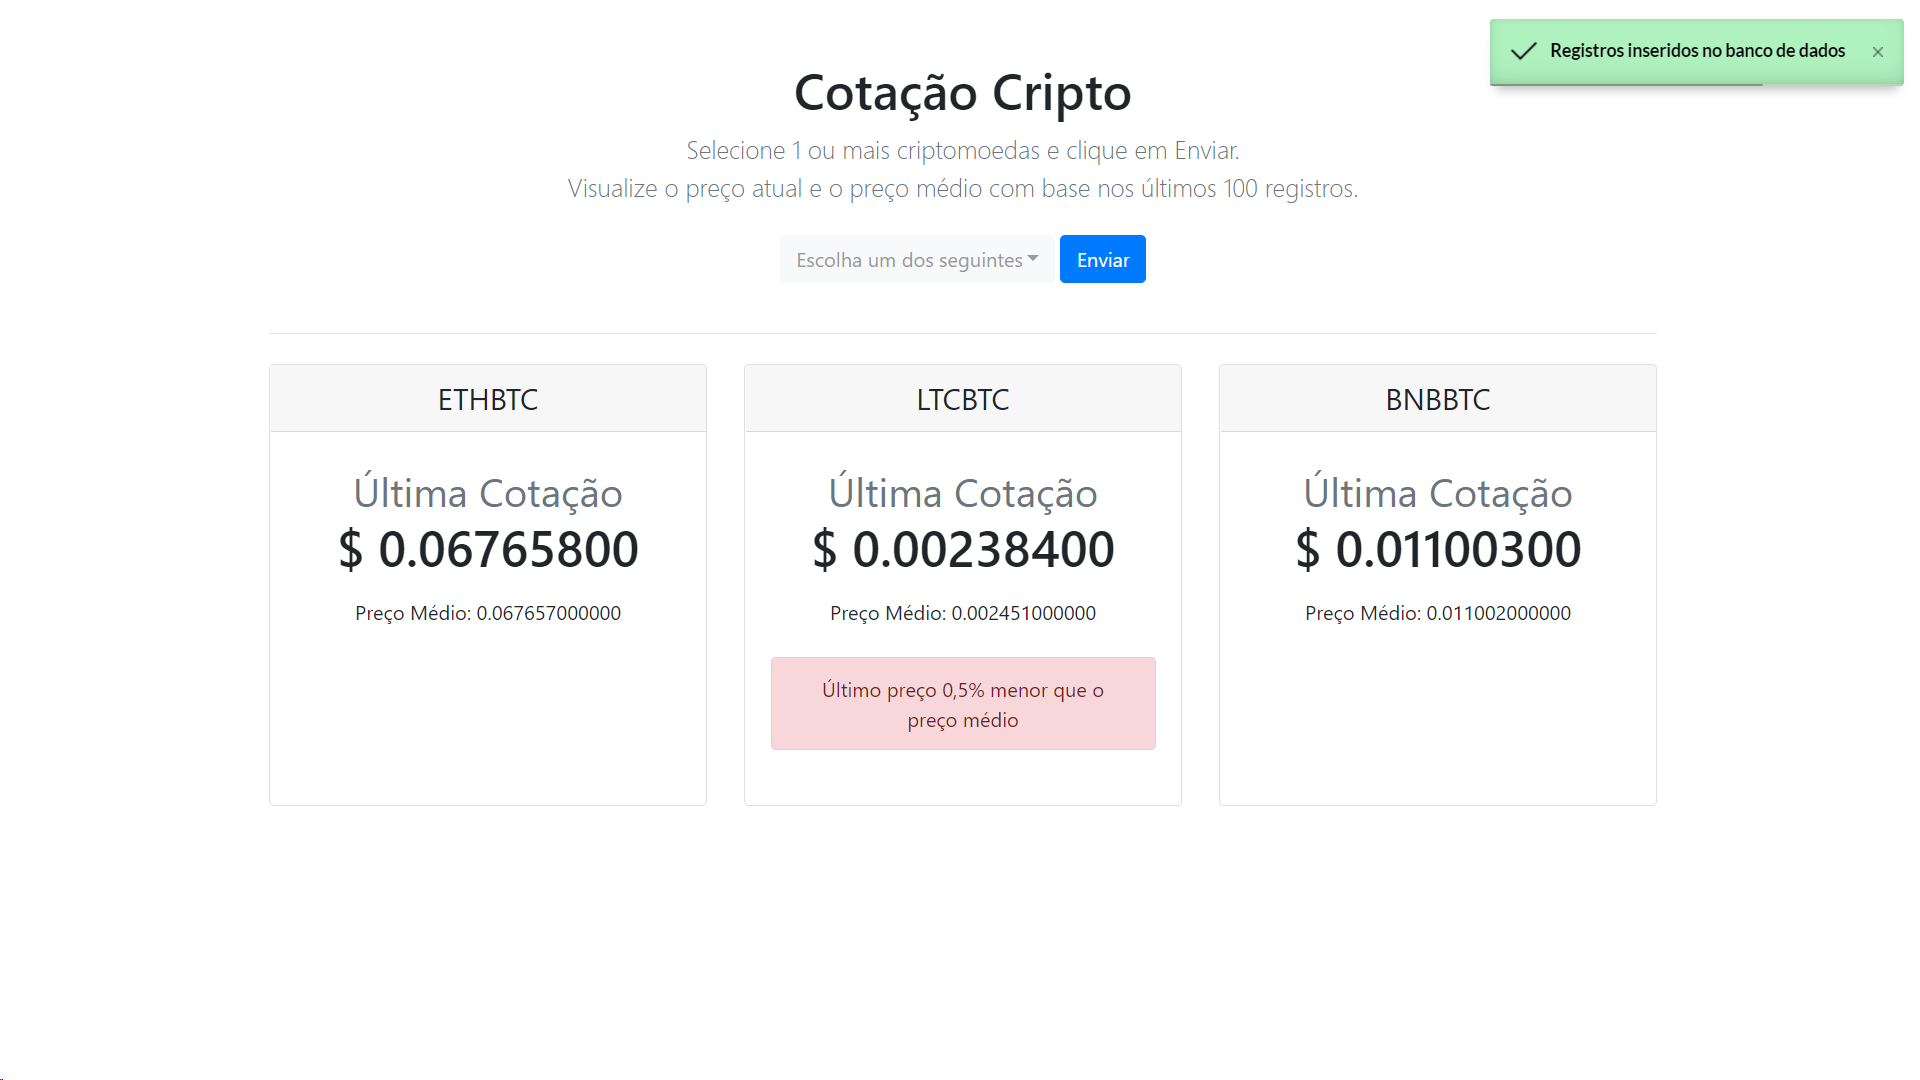 Registros inseridos no banco de dados ×
Cotação Cripto
Selecione 1 ou mais criptomoedas e clique em Enviar.
Visualize o preço atual e o preço médio com base nos últimos 100 registros.
Escolha um dos seguintes
Enviar
ETHBTC
Última Cotação
$ 0.06765800
Preço Médio: 0.067657000000
LTCBTC
Última Cotação
$ 0.00238400
Preço Médio: 0.002451000000
Último preço 0,5% menor que o
preço médio
BNBBTC
Última Cotação
$ 0.01100300
Preço Médio: 0.011002000000